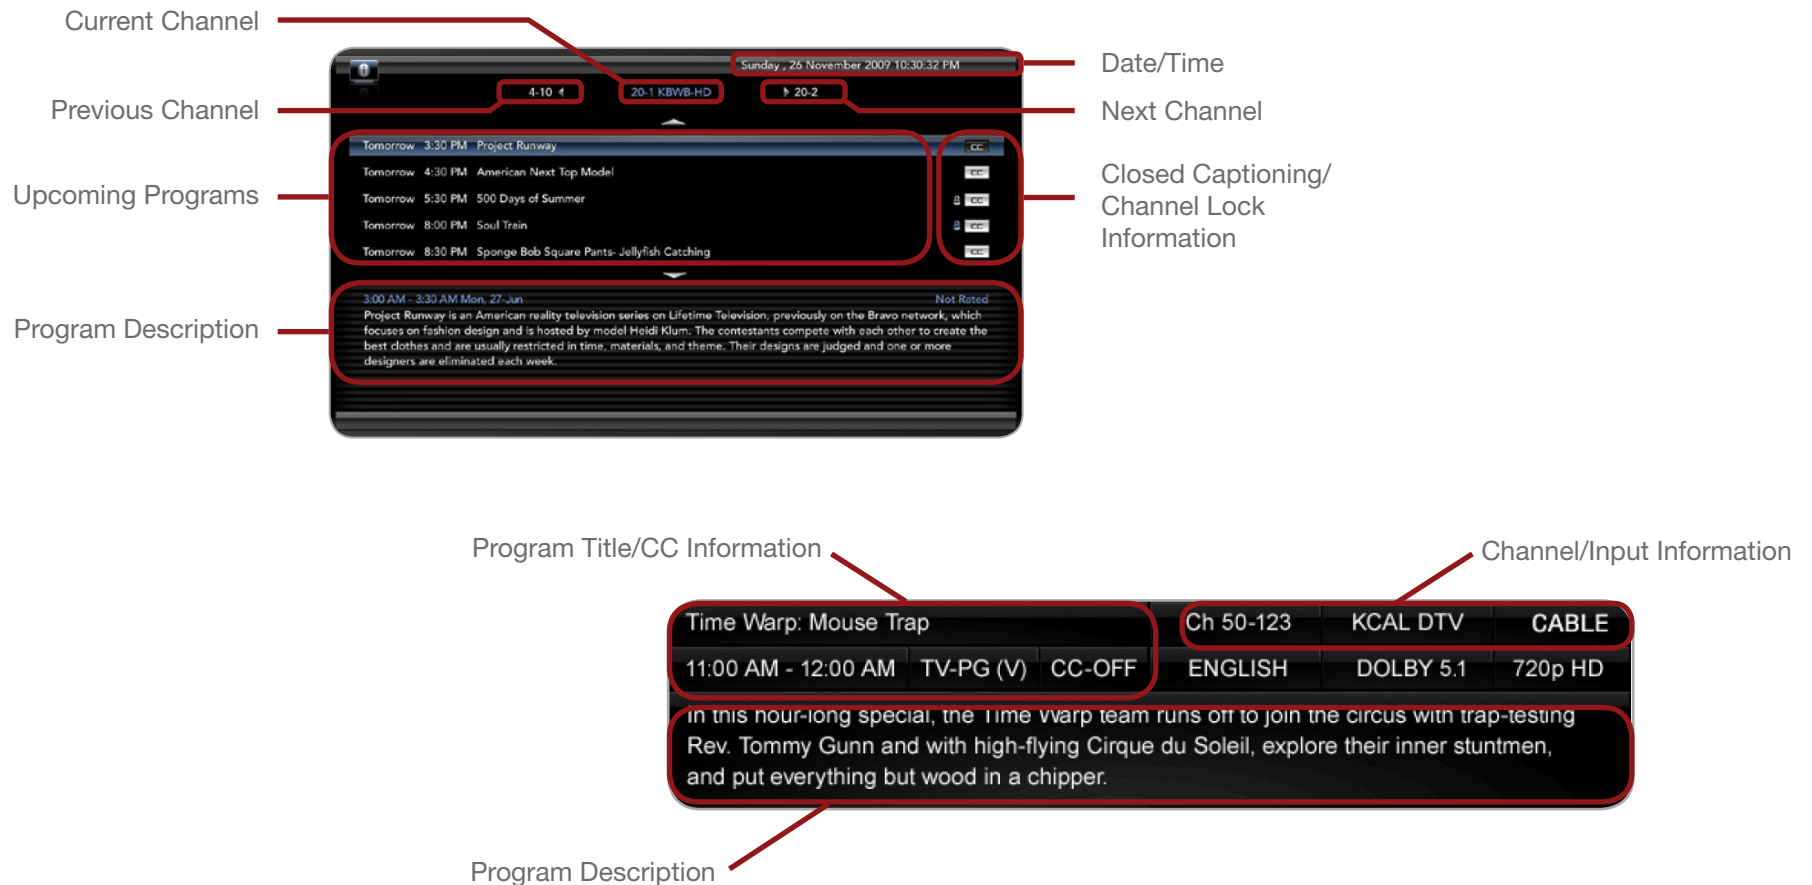 Current Channel
Sunday , 26 November 2009 10:30:32 PM
Date/Time
Previous Channel
4-10
20-1 KBWB-HD
20-2
Next Channel
Upcoming Programs
Tomorrow 3:30 PM Project Runway CC
Tomorrow 4:30 PM American Next Top Model CC
Tomorrow 5:30 PM 500 Days of Summer CC
Tomorrow 8:00 PM Soul Train CC
Tomorrow 8:30 PM Sponge Bob Square Pants- Jellyfish Catching CC
Closed Captioning/
Channel Lock
Information
Program Description
3:00 AM - 3:30 AM Mon, 27-Jun Not Rated
Project Runway is an American reality television series on Lifetime Television, previously on the Bravo network, which
focuses on fashion design and is hosted by model Heidi Klum. The contestants compete with each other to create the
best clothes and are usually restricted in time, materials, and theme. Their designs are judged and one or more
designers are eliminated each week.
Program Title/CC Information
Channel/Input Information
Time Warp: Mouse Trap Ch 50-123 KCAL DTV CABLE
11:00 AM - 12:00 AM TV-PG (V) CC-OFF ENGLISH DOLBY 5.1 720p HD
In this hour-long special, the Time Warp team runs off to join the circus with trap-testing
Rev. Tommy Gunn and with high-flying Cirque du Soleil, explore their inner stuntmen,
and put everything but wood in a chipper.
Program Description